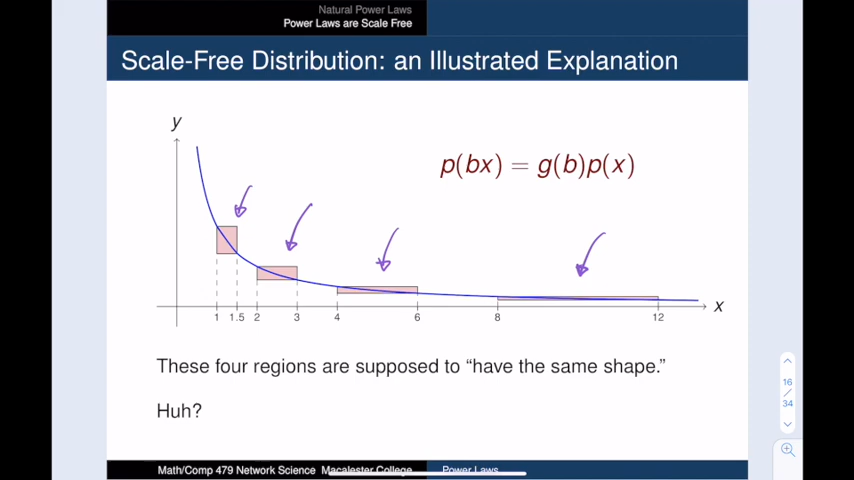 Natural Power Laws
Power Laws are Scale Free
Scale-Free Distribution: an Illustrated Explanation
y
p(bx) = g(b)p(x)
x
1 1.5 2 3 4 6 8 12
These four regions are supposed to “have the same shape.”
Huh?
16
/
34
Math/Comp 479 Network Science Macalester College Power Laws